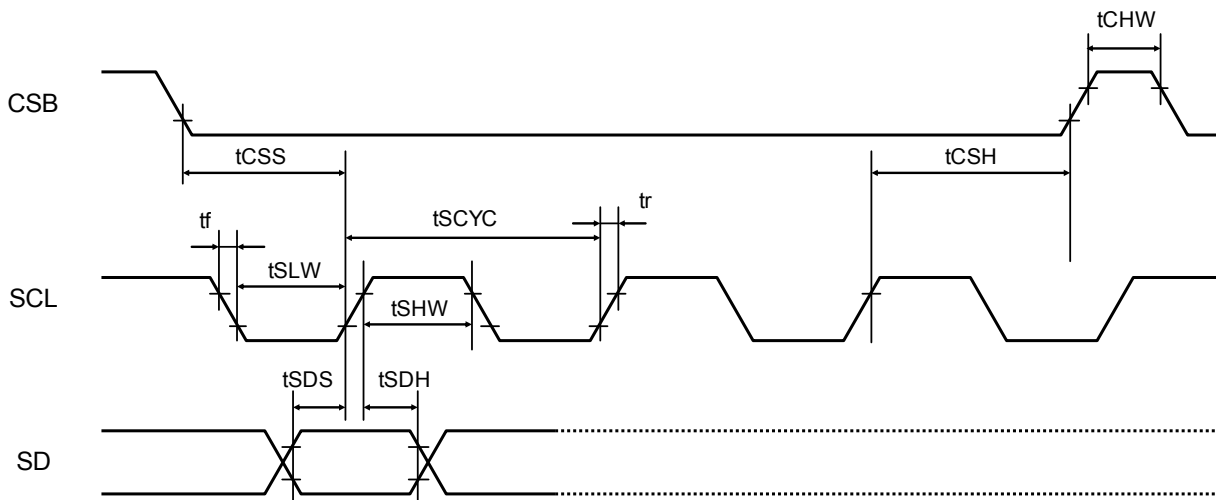 tCHW
CSB
tCSS
tCSH
tf
tSCYC
tr
tSLW
SCL
tSHW
tSDS
tSDH
SD